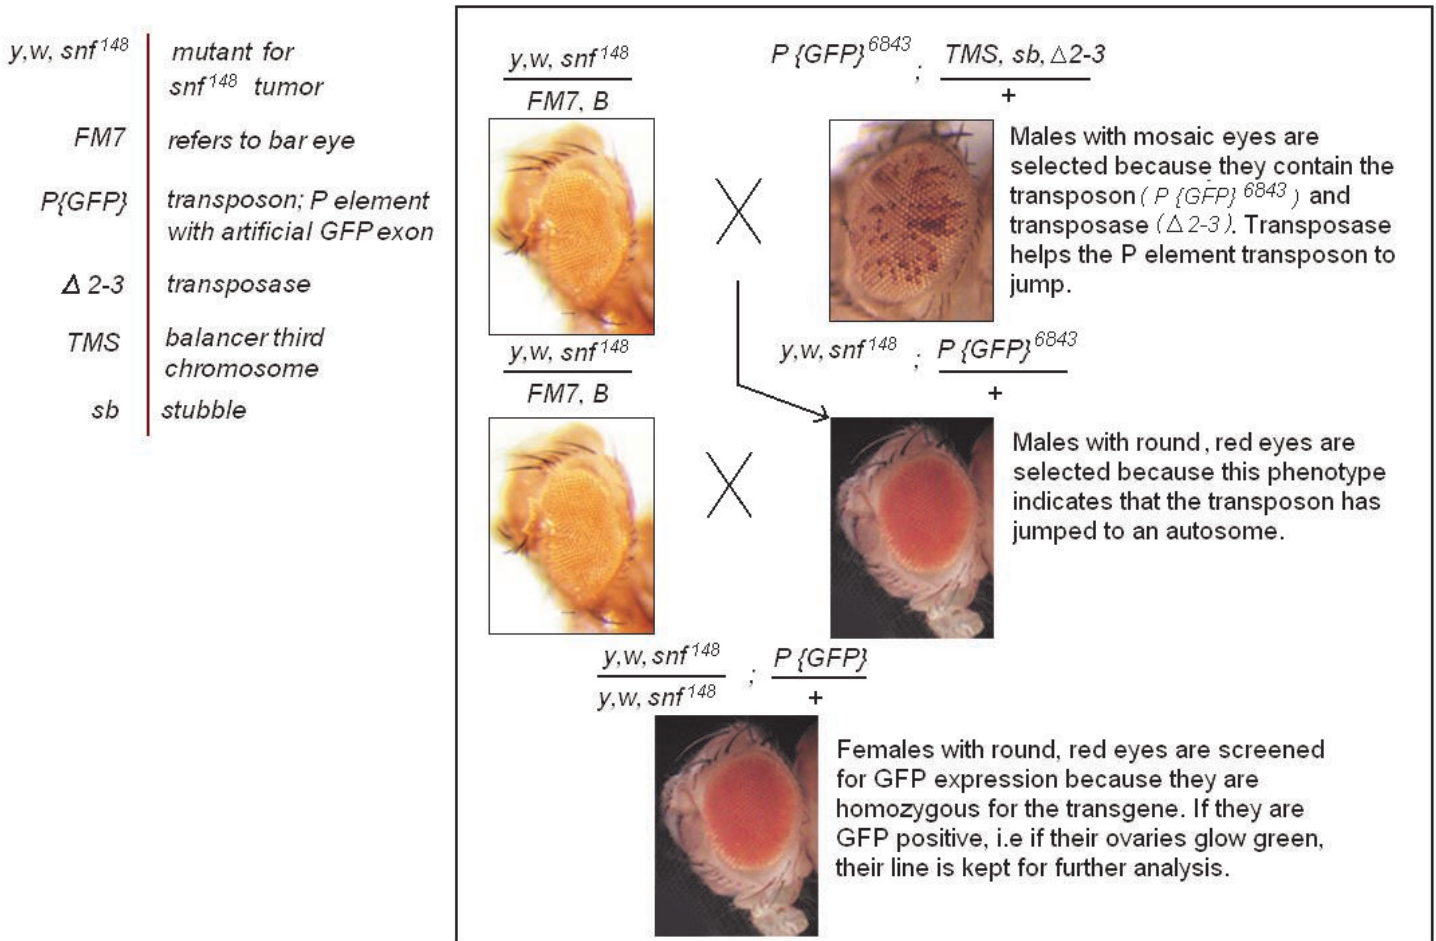 y,w, snf148 mutant for
snf148 tumor
FM7 refers to bar eye
P{GFP} transposon; P element
with artificial GFP exon
Δ 2-3 transposase
TMS balancer third
chromosome
sb stubble
y,w, snf148
FM7, B
P {GFP}6843 ; TMS, sb, Δ2-3
+
Males with mosaic eyes are
selected because they contain the
transposon ( P {GFP} 6843 ) and
transposase (Δ2-3). Transposase
helps the P element transposon to
jump.
y,w, snf148
FM7, B
y,w, snf148 ; P {GFP}6843
+
Males with round, red eyes are
selected because this phenotype
indicates that the transposon has
jumped to an autosome.
y,w, snf148 ; P {GFP}
y,w, snf148 +
Females with round, red eyes are screened
for GFP expression because they are
homozygous for the transgene. If they are
GFP positive, i.e if their ovaries glow green,
their line is kept for further analysis.